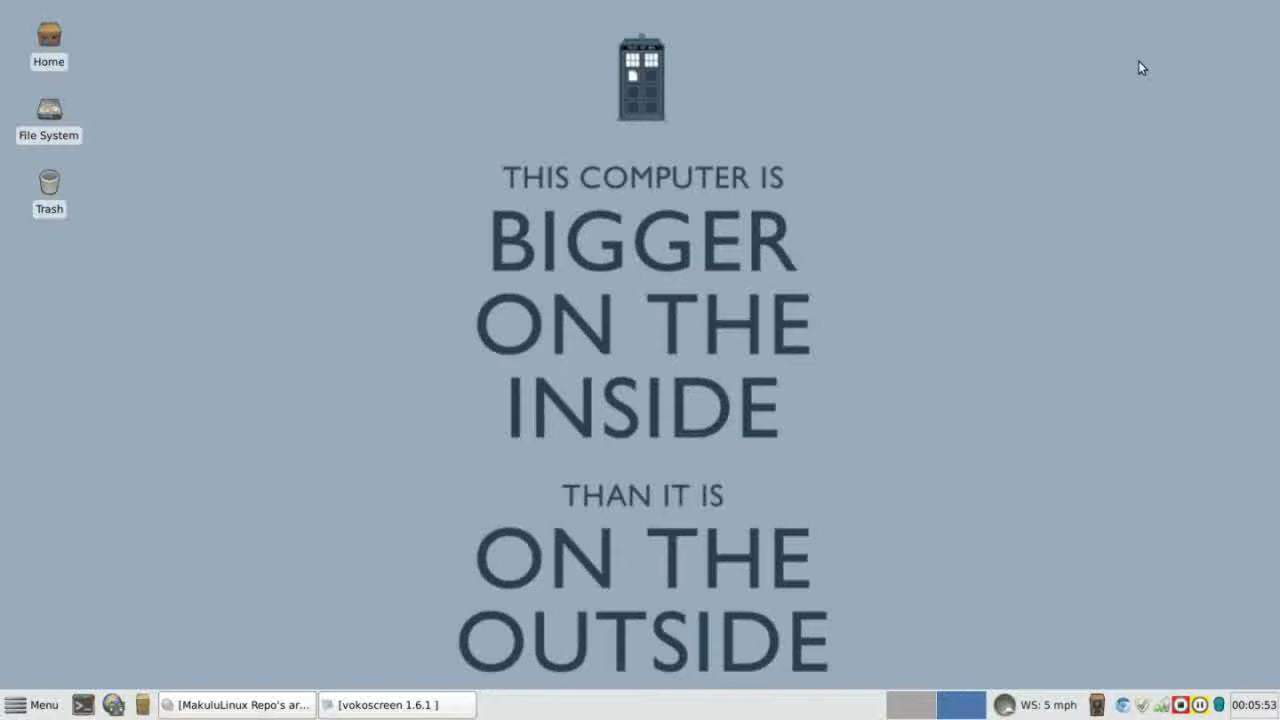 Home
File System
Trash
THIS COMPUTER IS
BIGGER
ON THE
INSIDE
THAN IT IS
ON THE
OUTSIDE
Menu
[MakuluLinux Repo's ar...
[vokoscreen 1.6.1 ]
WS: 5 mph
00:05:53